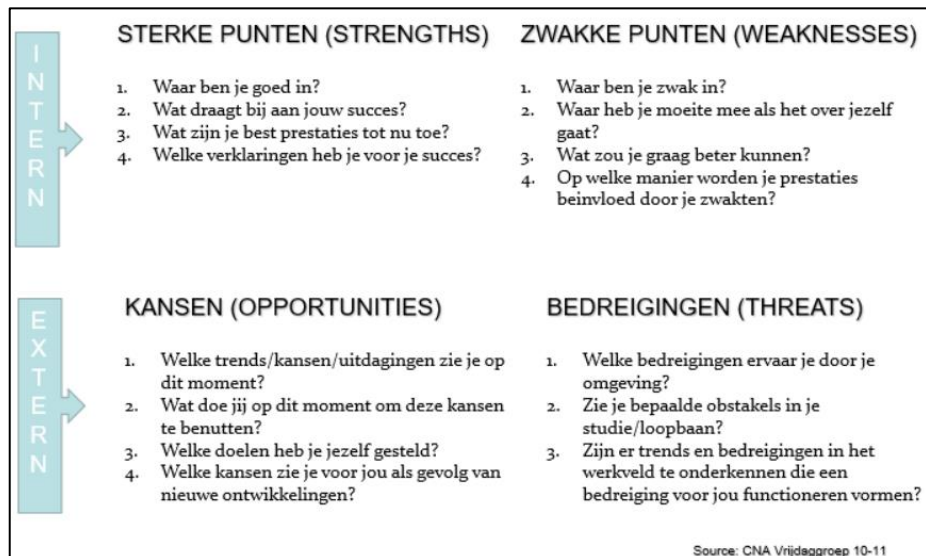 INTERN
STERKE PUNTEN (STRENGTHS)
1. Waar ben je goed in?
2. Wat draagt bij aan jouw succes?
3. Wat zijn je best prestaties tot nu toe?
4. Welke verklaringen heb je voor je succes?
ZWAKKE PUNTEN (WEAKNESSES)
1. Waar ben je zwak in?
2. Waar heb je moeite mee als het over jezelf
gaat?
3. Wat zou je graag beter kunnen?
4. Op welke manier worden je prestaties
beinvloed door je zwakten?
EXTERN
KANSEN (OPPORTUNITIES)
1. Welke trends/kansen/uitdagingen zie je op
dit moment?
2. Wat doe jij op dit moment om deze kansen
te benutten?
3. Welke doelen heb je jezelf gesteld?
4. Welke kansen zie je voor jou als gevolg van
nieuwe ontwikkelingen?
BEDREIGINGEN (THREATS)
1. Welke bedreigingen ervaar je door je
omgeving?
2. Zie je bepaalde obstakels in je
studie/loopbaan?
3. Zijn er trends en bedreigingen in het
werkveld te onderkennen die een
bedreiging voor jou functioneren vormen?
Source: CNA Vrijdaggroep 10-11